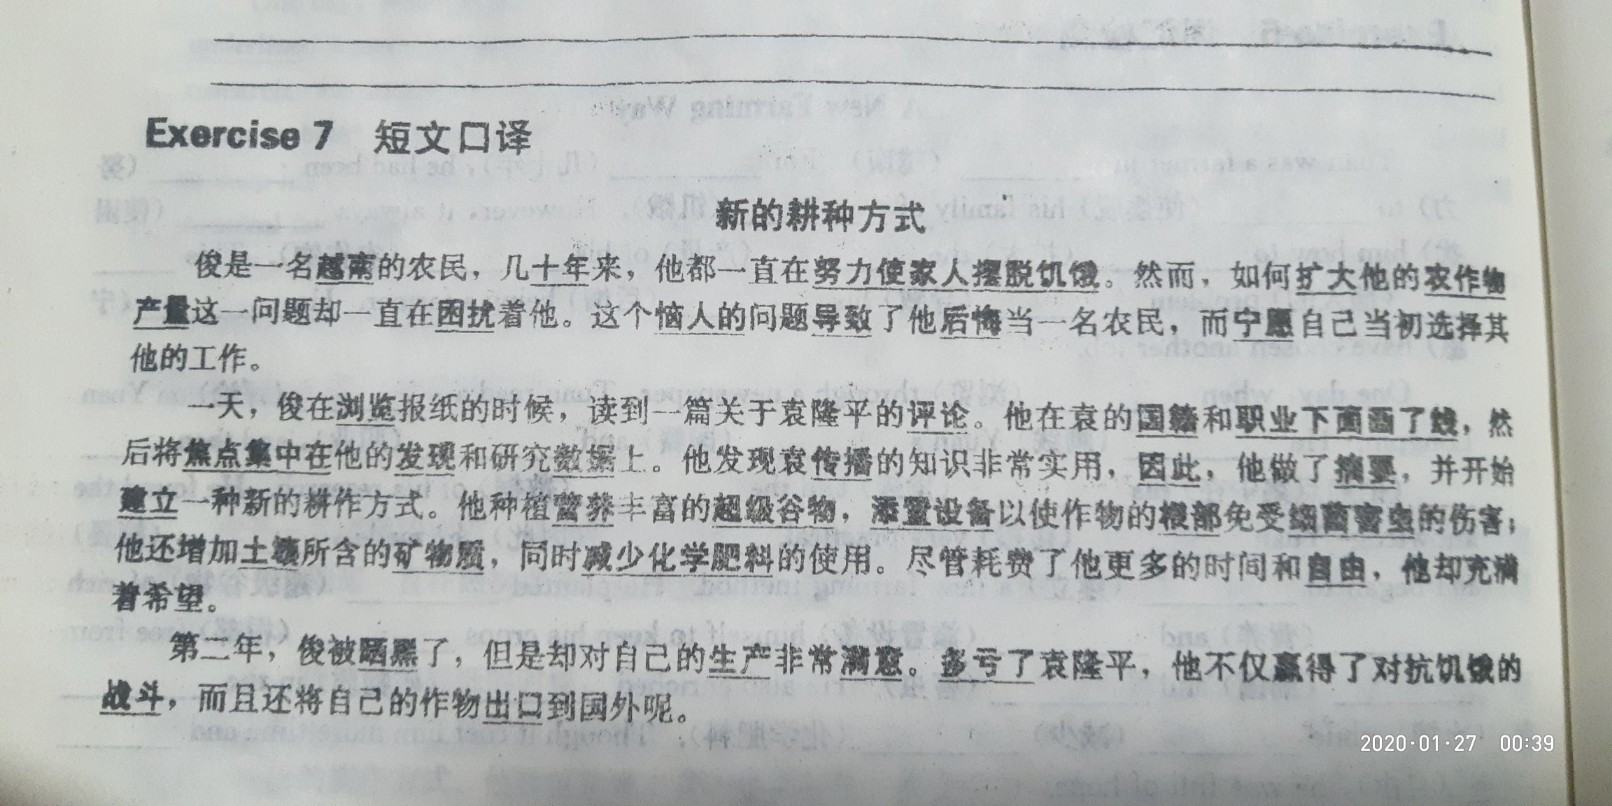 Exercise 7 短文口译
新的耕种方式
俊是一名越南的农民，几十年来，他都一直在努力使家人摆脱饥饿。然而，如何扩大他的农作物
产量这一问题却一直在困扰着他。这个恼人的问题导致了他后悔当一名农民，而宁愿自己当初选择其
他的工作。
一天，俊在浏览报纸的时候，读到一篇关于袁隆平的评论。他在袁的国籍和职业下面画了线，然
后将焦点集中在他的发现和研究数据上。他发现袁传播的知识非常实用，因此，他做了摘要，并开始
建立一种新的耕作方式。他种植营养丰富的超级谷物，添置设备以使作物的根部免受细菌害虫的伤害；
他还增加土壤所含的矿物质，同时减少化学肥料的使用。尽管耗费了他更多的时间和自由，他却充满
着希望。
第二年，俊被晒黑了，但是却对自己的生产非常满意。多亏了袁隆平，他不仅赢得了对抗饥饿的
战斗，而且还将自己的作物出口到国外呢。
2020·01·27 00:39